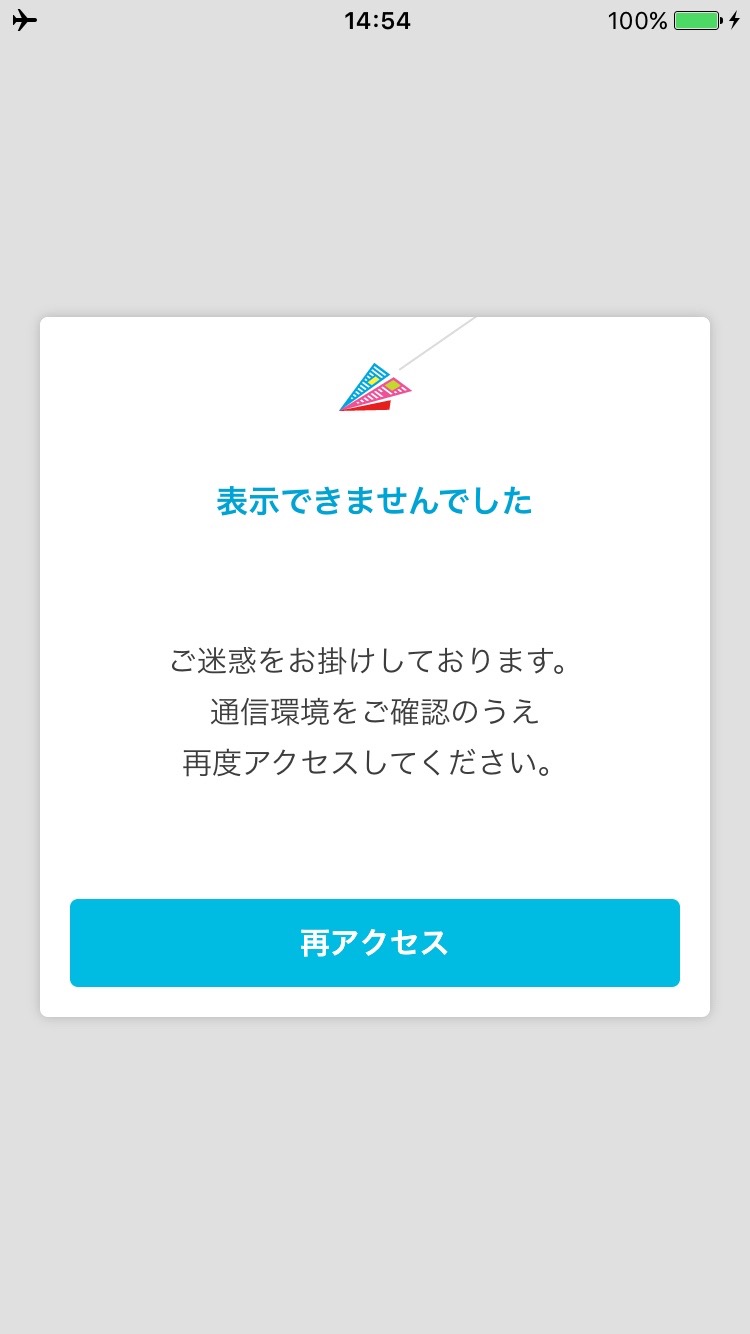 14:54
100%
表示できませんでした
ご迷惑をお掛けしております。
通信環境をご確認のうえ
再度アクセスしてください。
再アクセス